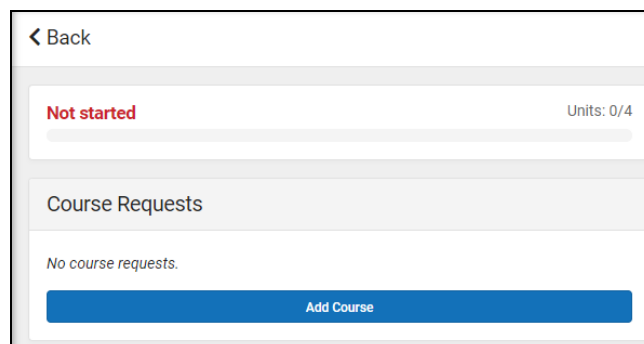 Back
Not started
Units: 0/4
Course Requests
No course requests.
Add Course